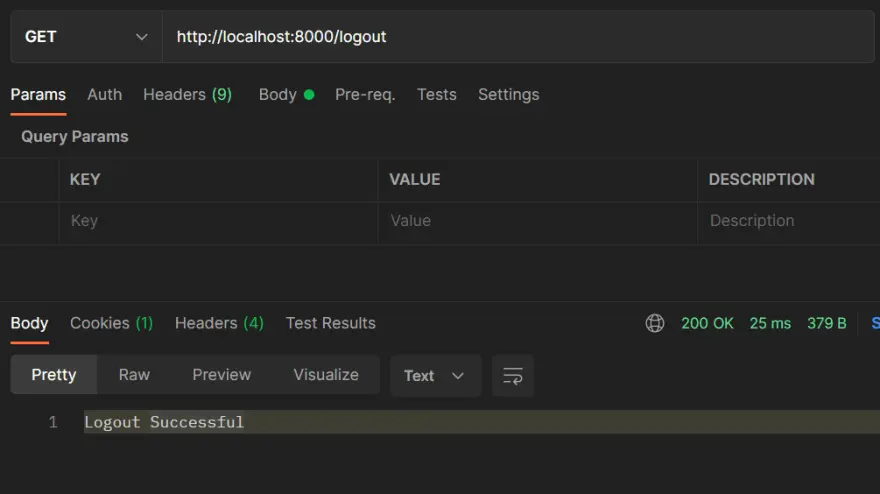 GET http://localhost:8000/logout
Params Auth Headers (9) Body Pre-req. Tests Settings
Query Params
KEY VALUE DESCRIPTION
Key Value Description
Body Cookies (1) Headers (4) Test Results 200 OK 25 ms 379 B S
Pretty Raw Preview Visualize Text
1 Logout Successful